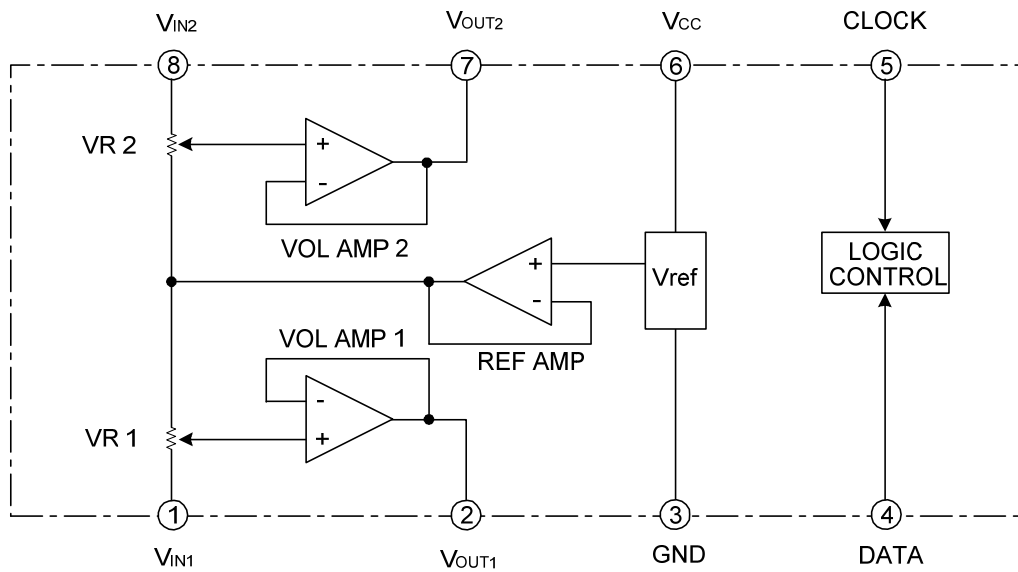 VIN2 VOUT2 VCC CLOCK
8 7 6 5
VR 2
+
-
VOL AMP 2
+
-
Vref
LOGIC
CONTROL
REF AMP
VOL AMP 1
-
+
VR 1
1 2 3 4
VIN1 VOUT1 GND DATA